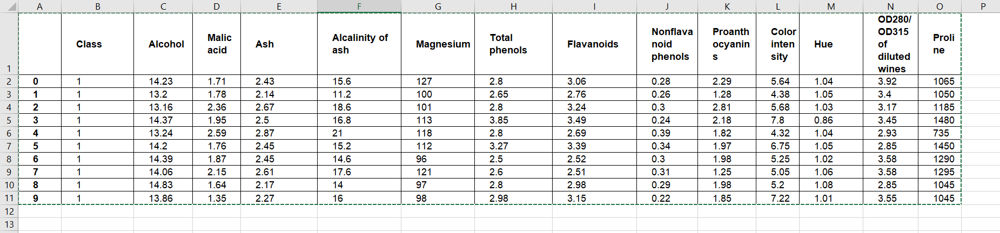 A B C D E F G H I J K L M N O P
1 Class Alcohol Malic acid Ash Alcalinity of ash Magnesium Total phenols Flavanoids Nonflavanoid phenols Proanthocyanins Color intensity Hue OD280/OD315 of diluted wines Proline
2 0 1 14.23 1.71 2.43 15.6 127 2.8 3.06 0.28 2.29 5.64 1.04 3.92 1065
3 1 1 13.2 1.78 2.14 11.2 100 2.65 2.76 0.26 1.28 4.38 1.05 3.4 1050
4 2 1 13.16 2.36 2.67 18.6 101 2.8 3.24 0.3 2.81 5.68 1.03 3.17 1185
5 3 1 14.37 1.95 2.5 16.8 113 3.85 3.49 0.24 2.18 7.8 0.86 3.45 1480
6 4 1 13.24 2.59 2.87 21 118 2.8 2.69 0.39 1.82 4.32 1.04 2.93 735
7 5 1 14.2 1.76 2.45 15.2 112 3.27 3.39 0.34 1.97 6.75 1.05 2.85 1450
8 6 1 14.39 1.87 2.45 14.6 96 2.5 2.52 0.3 1.98 5.25 1.02 3.58 1290
9 7 1 14.06 2.15 2.61 17.6 121 2.6 2.51 0.31 1.25 5.05 1.06 3.58 1295
10 8 1 14.83 1.64 2.17 14 97 2.8 2.98 0.29 1.98 5.2 1.08 2.85 1045
11 9 1 13.86 1.35 2.27 16 98 2.98 3.15 0.22 1.85 7.22 1.01 3.55 1045
12
13